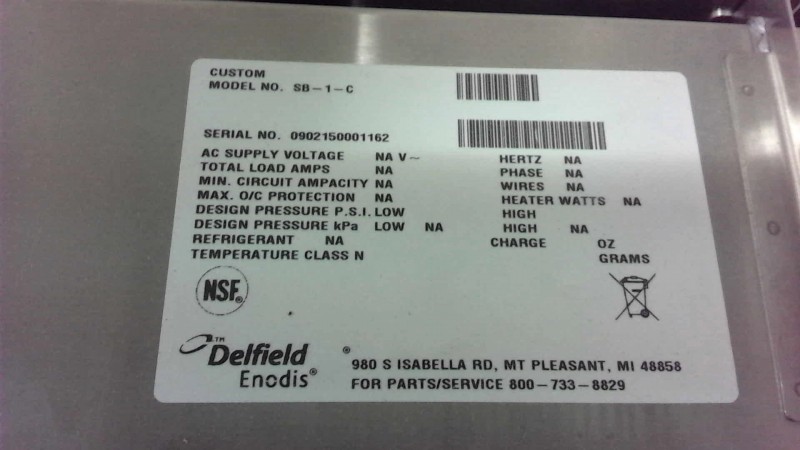 CUSTOM
MODEL NO. SB-1-C
SERIAL NO. 0902150001162
AC SUPPLY VOLTAGE NA V~ HERTZ NA
TOTAL LOAD AMPS NA PHASE NA
MIN. CIRCUIT AMPACITY NA WIRES NA
MAX. O/C PROTECTION NA HEATER WATTS NA
DESIGN PRESSURE P.S.I. LOW HIGH
DESIGN PRESSURE kPa LOW NA HIGH NA
REFRIGERANT NA CHARGE OZ
TEMPERATURE CLASS N GRAMS
NSF®
™
Delfield ®
Enodis®
980 S ISABELLA RD, MT PLEASANT, MI 48858
FOR PARTS/SERVICE 800-733-8829